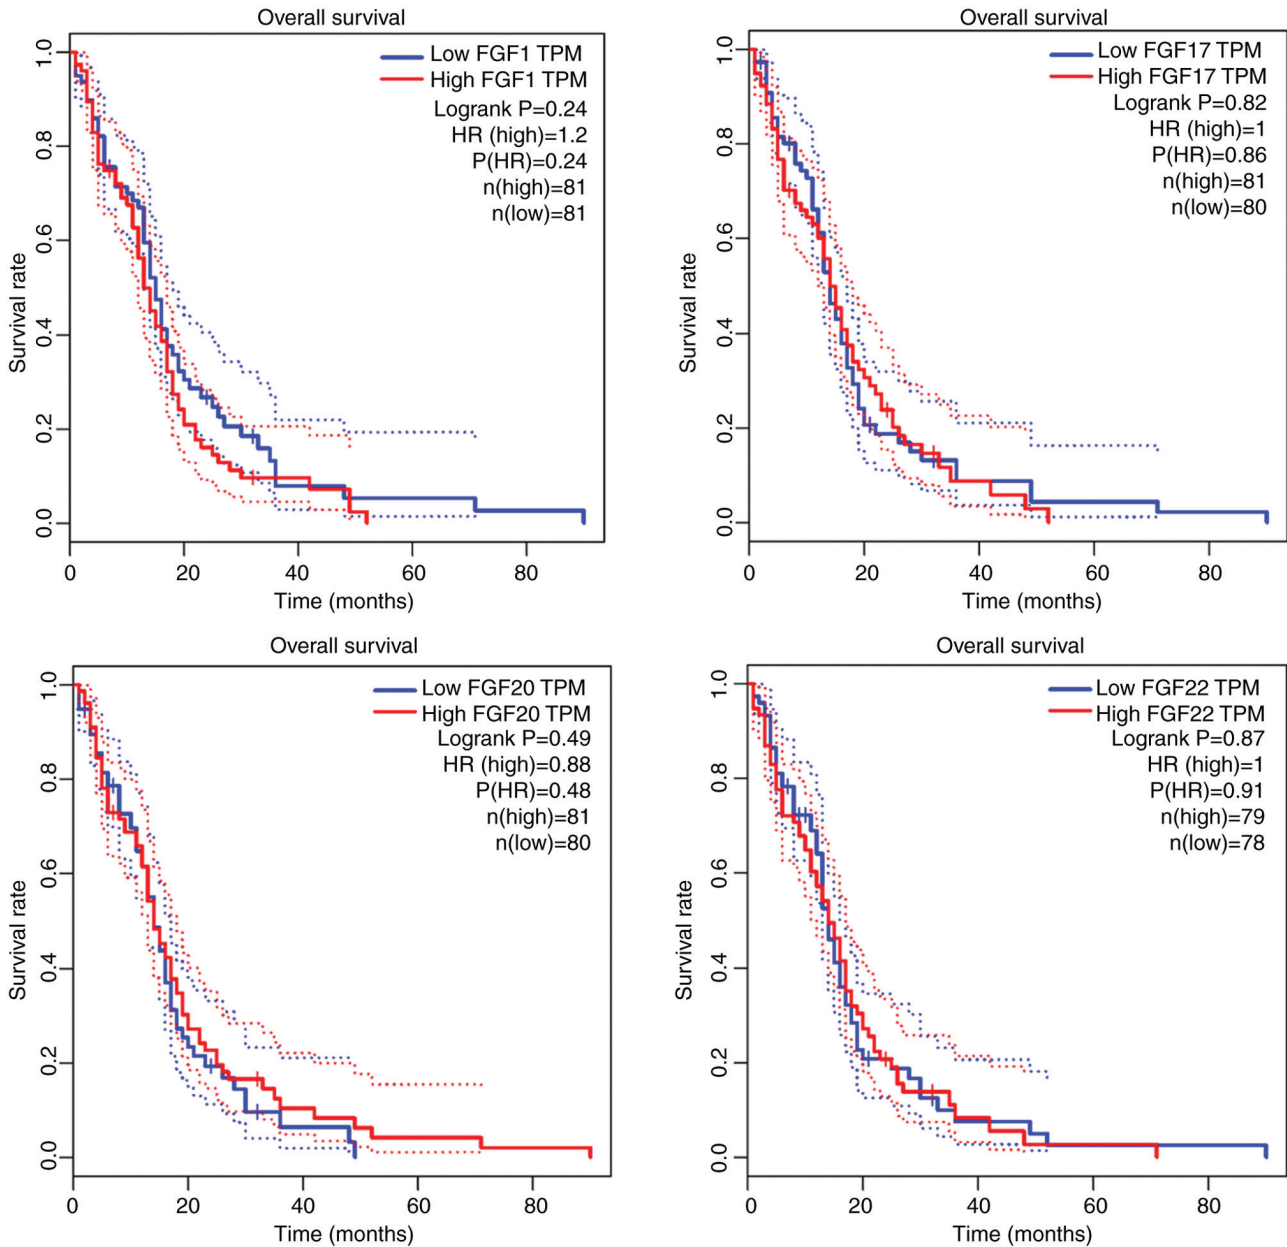 Overall survival
Low FGF1 TPM
High FGF1 TPM
Logrank P=0.24
HR (high)=1.2
P(HR)=0.24
n(high)=81
n(low)=81
Survival rate
1.0
0.8
0.6
0.4
0.2
0.0
0 20 40 60 80
Time (months)
Overall survival
Low FGF17 TPM
High FGF17 TPM
Logrank P=0.82
HR (high)=1
P(HR)=0.86
n(high)=81
n(low)=80
Survival rate
1.0
0.8
0.6
0.4
0.2
0.0
0 20 40 60 80
Time (months)
Overall survival
Low FGF20 TPM
High FGF20 TPM
Logrank P=0.49
HR (high)=0.88
P(HR)=0.48
n(high)=81
n(low)=80
Survival rate
1.0
0.8
0.6
0.4
0.2
0.0
0 20 40 60 80
Time (months)
Overall survival
Low FGF22 TPM
High FGF22 TPM
Logrank P=0.87
HR (high)=1
P(HR)=0.91
n(high)=79
n(low)=78
Survival rate
1.0
0.8
0.6
0.4
0.2
0.0
0 20 40 60 80
Time (months)